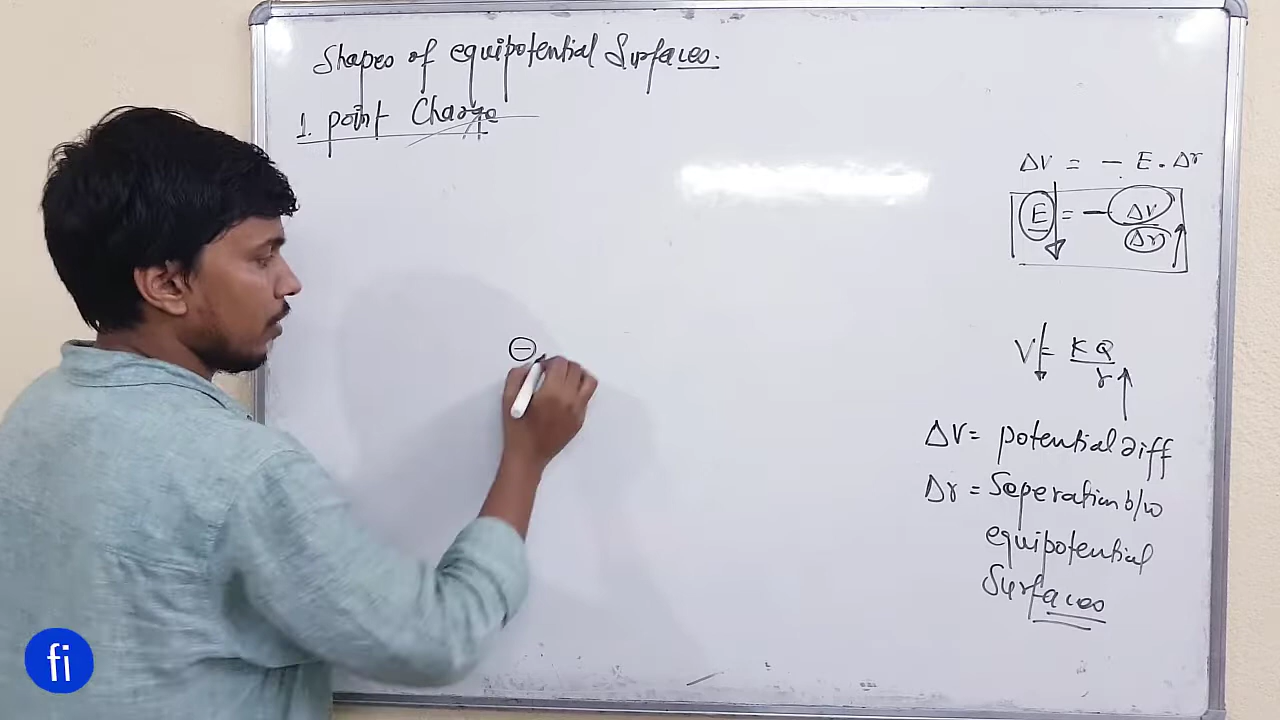 Shapes of equipotential Surfaces.
1. point Charge
⊖
ΔV = - E . Δr
E = - ΔV/Δr
V = KQ/r
ΔV = potential diff
Δr = Seperation b/w
equipotential
Surfaces
fi